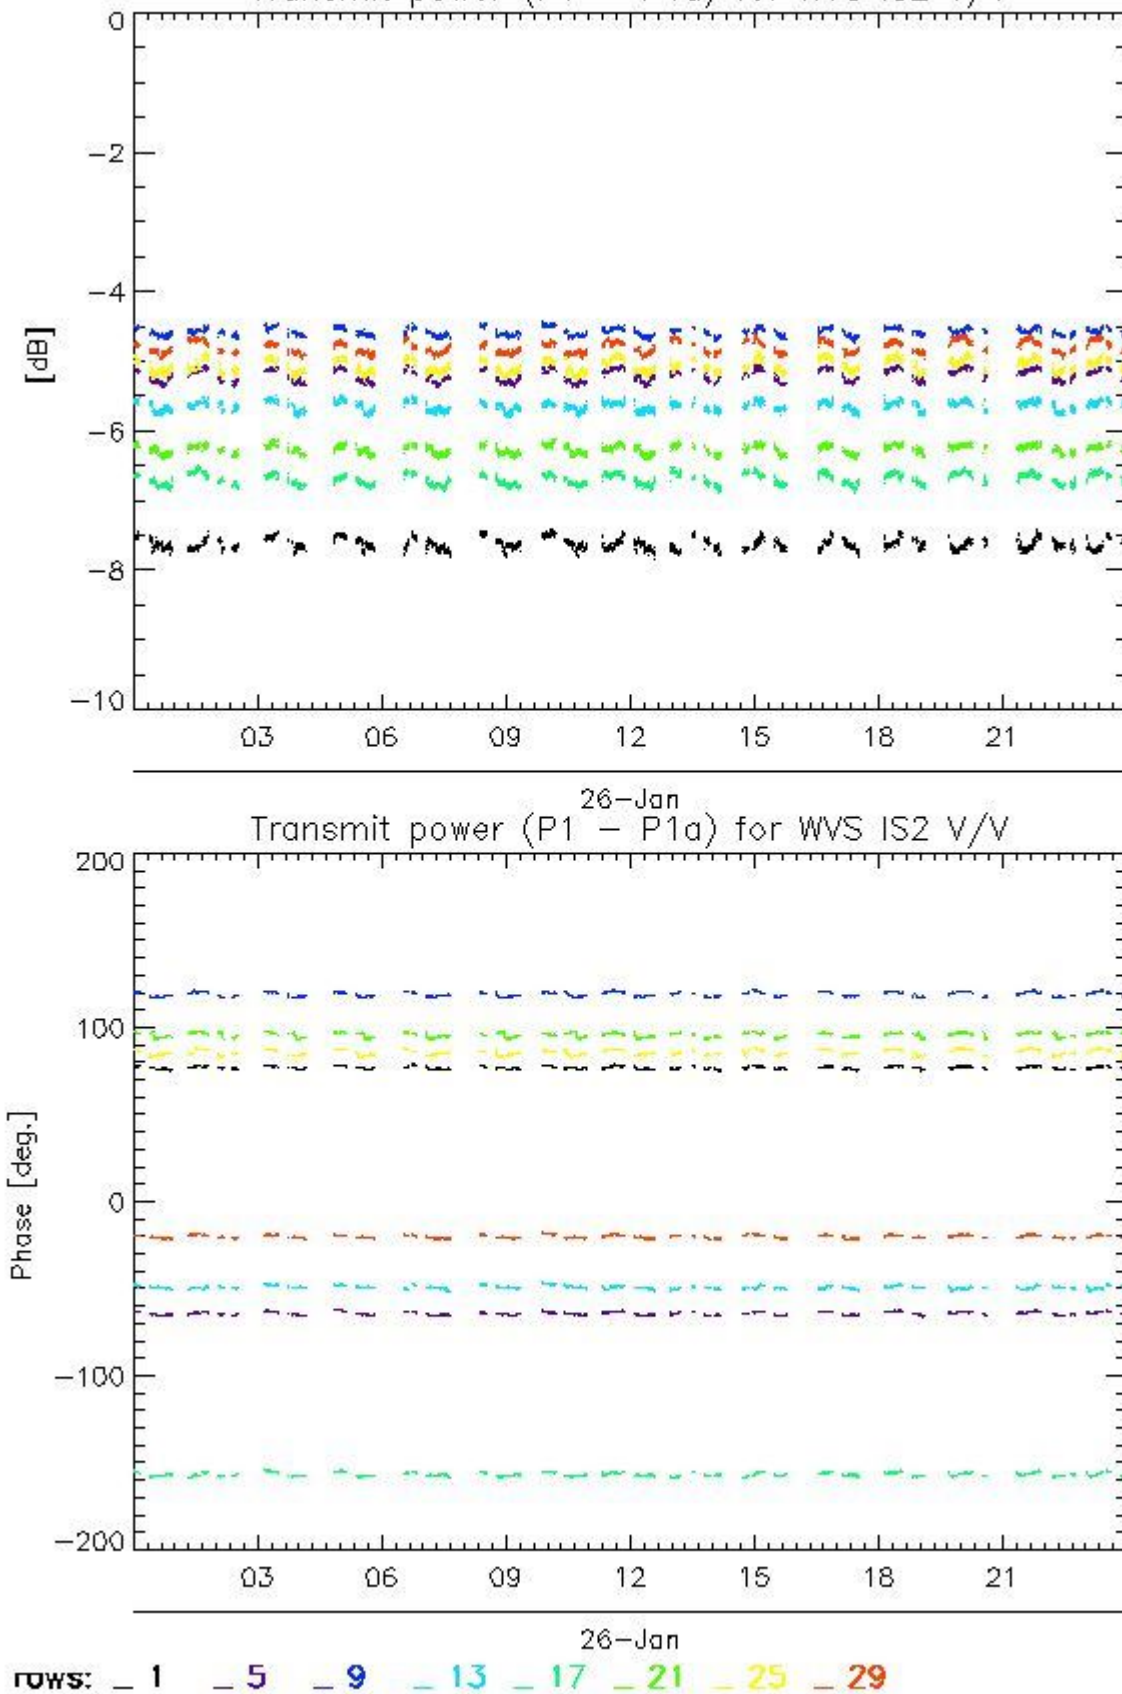 0
-2
-4
[dB]
-6
-8
-10
03 06 09 12 15 18 21
26-Jan
Transmit power (P1 - P1a) for WVS IS2 V/V
200
100
Phase [deg.]
0
-100
-200
03 06 09 12 15 18 21
26-Jan
rows: _ 1 _ 5 _ 9 _ 13 _ 17 _ 21 _ 25 _ 29